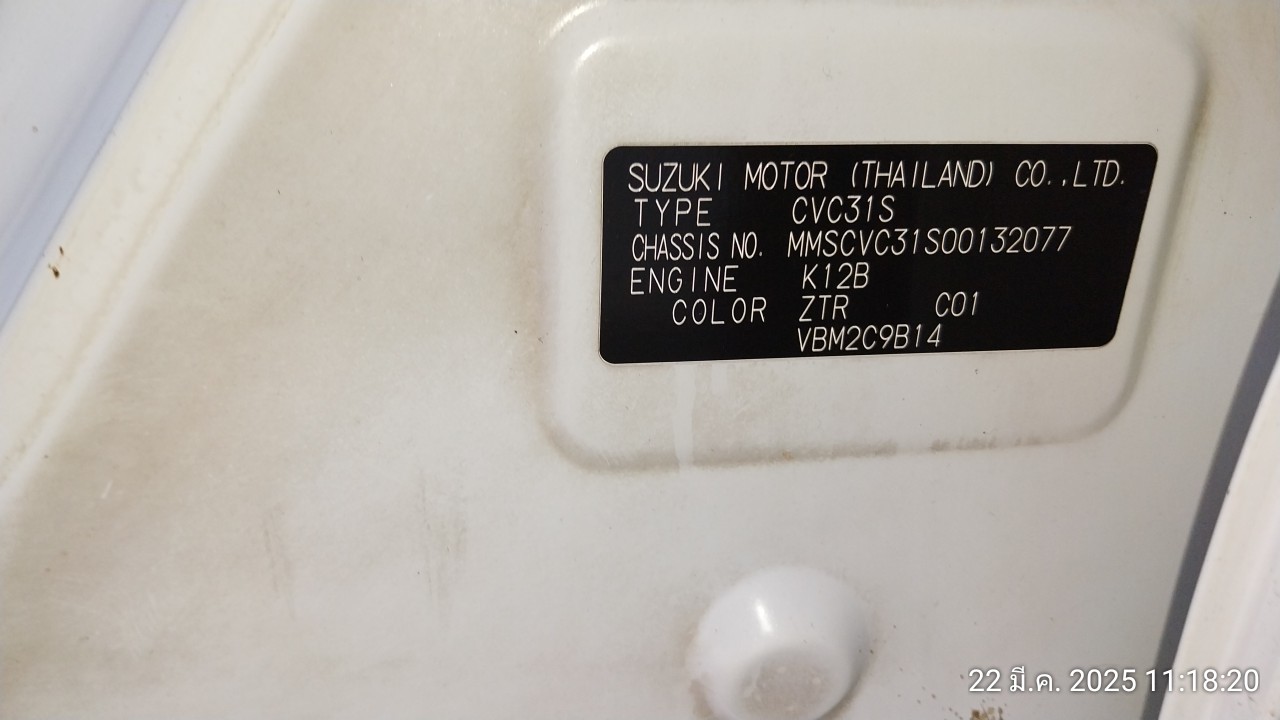 SUZUKI MOTOR (THAILAND) CO.,LTD.
TYPE CVC31S
CHASSIS NO. MMSCVC31S00132077
ENGINE K12B
COLOR ZTR C01
VBM2C9B14
22 มี.ค. 2025 11:18:20